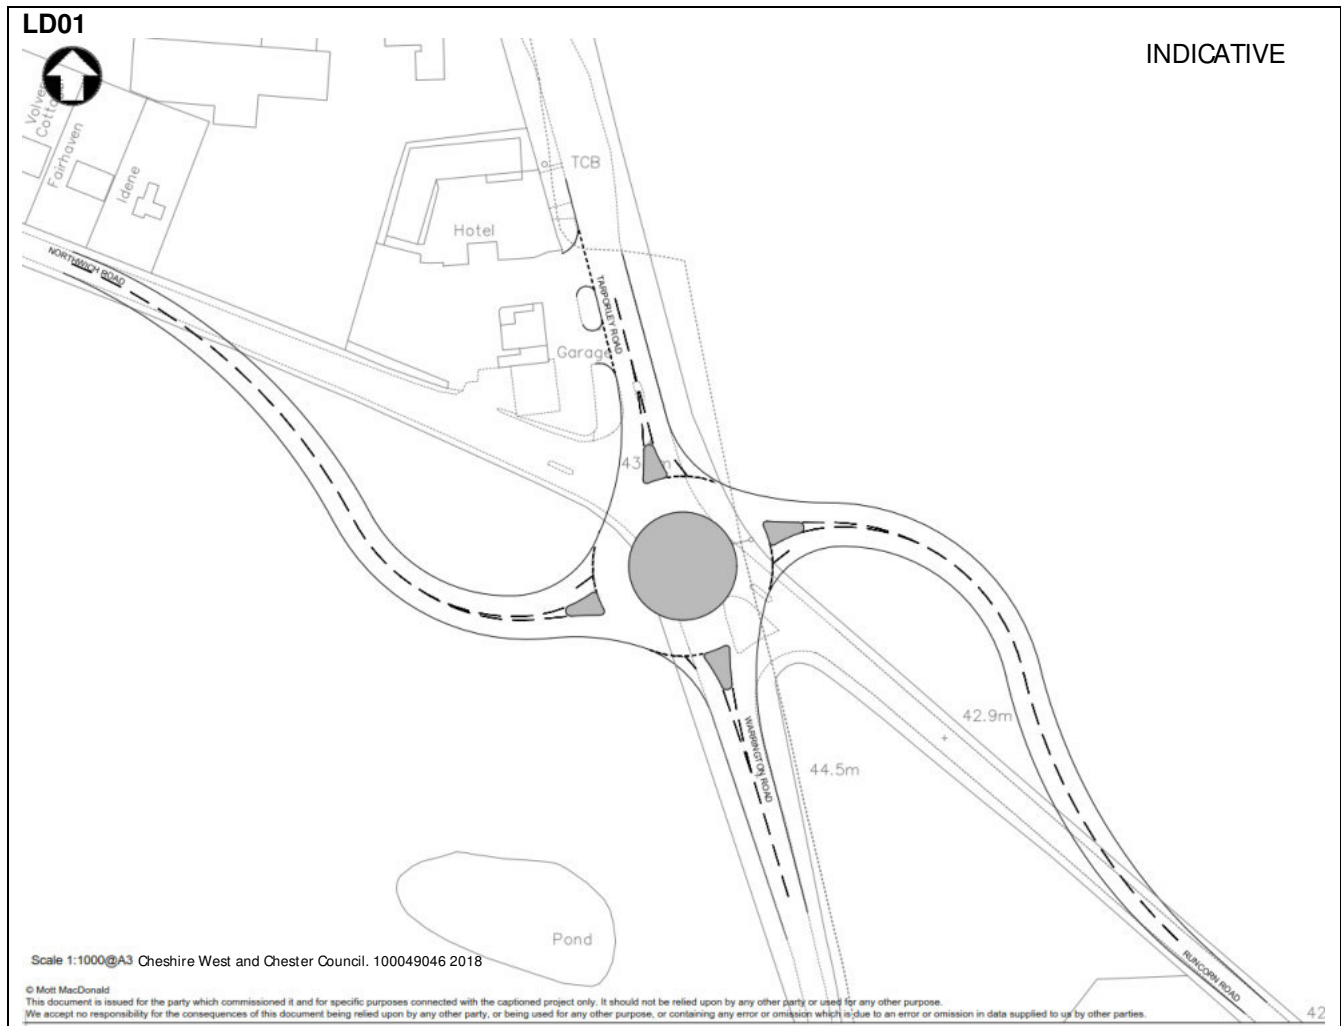 LD01
INDICATIVE
Fairhaven
Idene
TCB
Hotel
NORTHWICH ROAD
TARPORLEY ROAD
Garage
42.9m
WARRINGTON ROAD
44.5m
Pond
RUNCORN ROAD
Scale 1:1000@A3 Cheshire West and Chester Council. 100049046 2018
© Mott MacDonald
This document is issued for the party which commissioned it and for specific purposes connected with the captioned project only. It should not be relied upon by any other party or used for any other purpose.
We accept no responsibility for the consequences of this document being relied upon by any other party, or being used for any other purpose, or containing any error or omission which is due to an error or omission in data supplied to us by other parties.
42